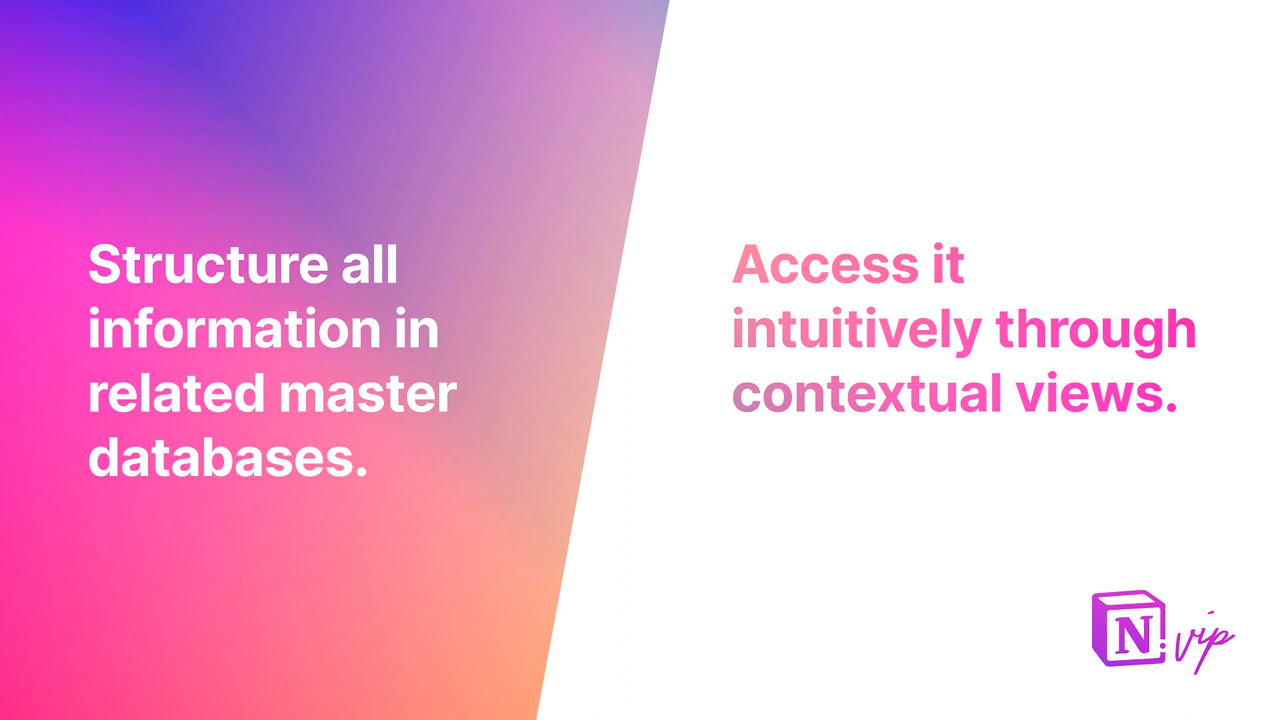 Structure all
information in
related master
databases.
Access it
intuitively through
contextual views.
N
vip